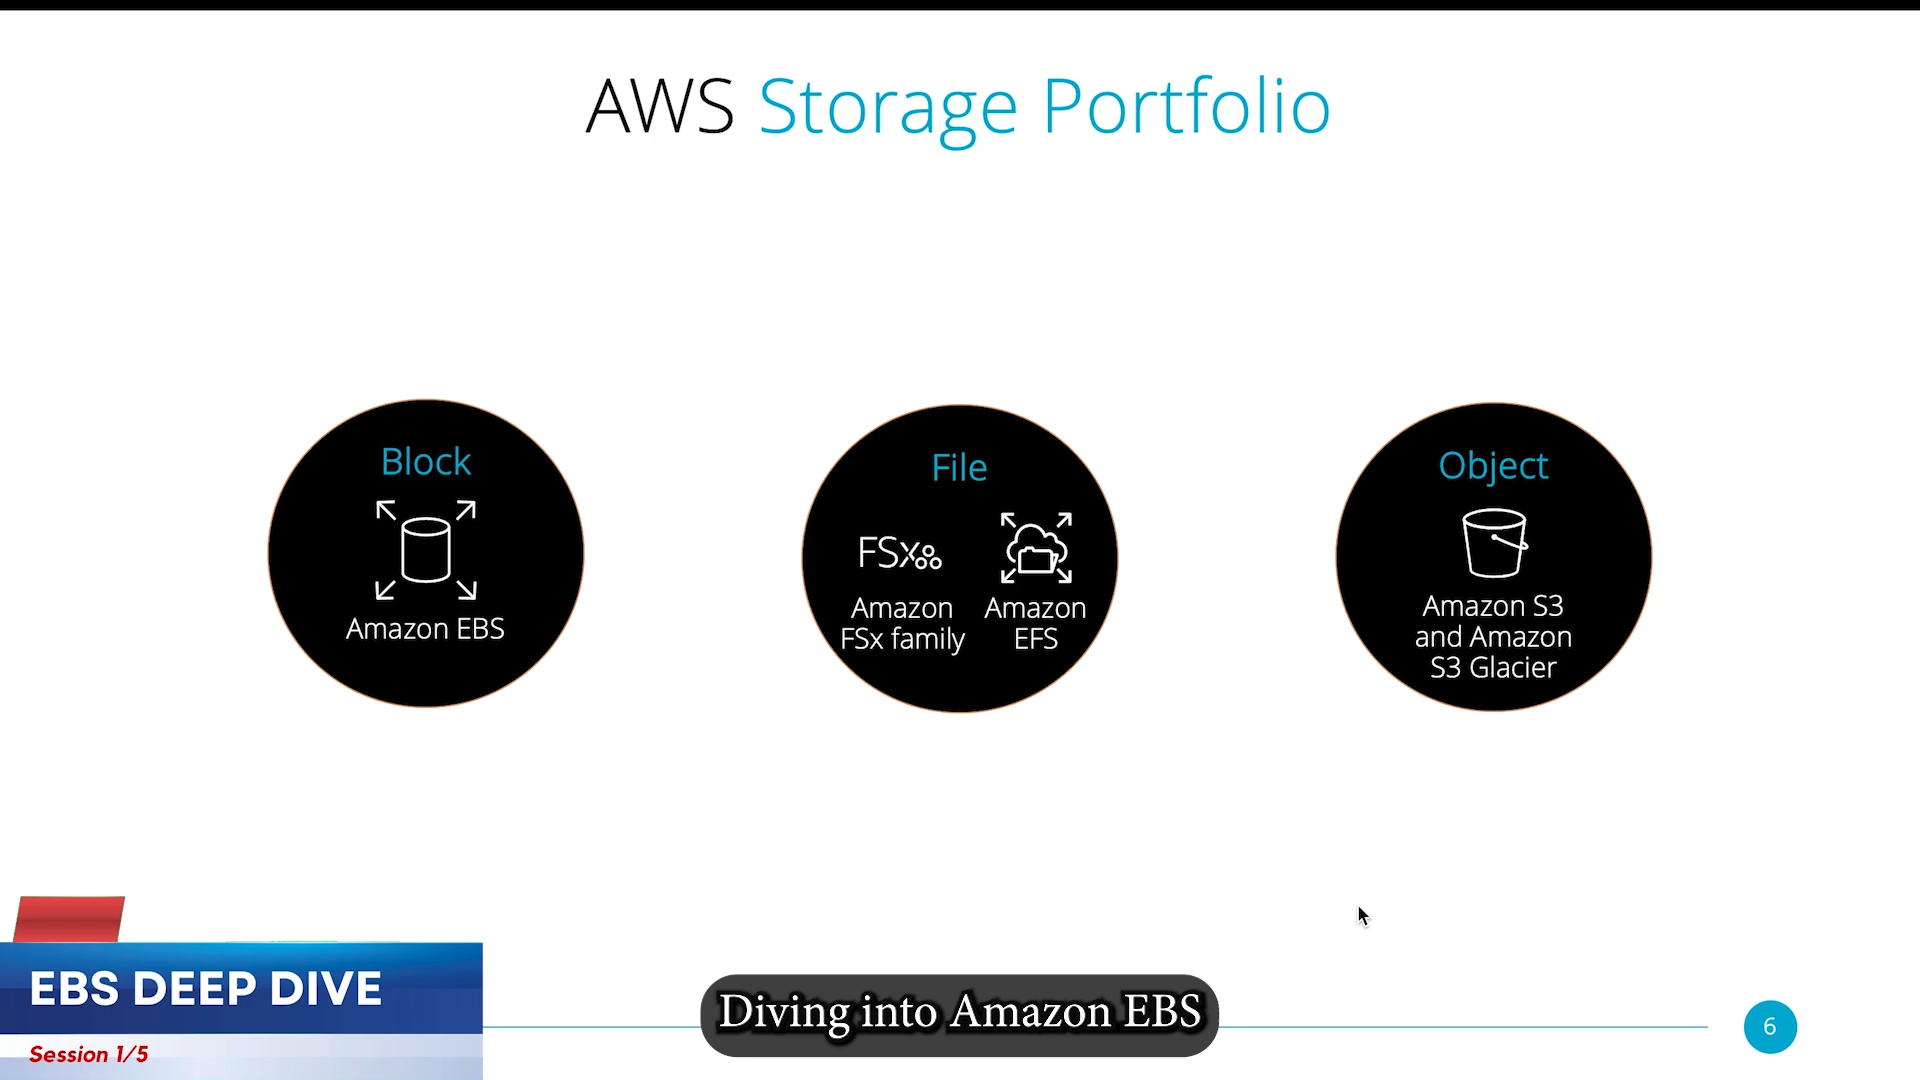 AWS Storage Portfolio
Block
Amazon EBS
File
FSx
Amazon
FSx family
Amazon
EFS
Object
Amazon S3
and Amazon
S3 Glacier
EBS DEEP DIVE
Session 1/5
Diving into Amazon EBS
6